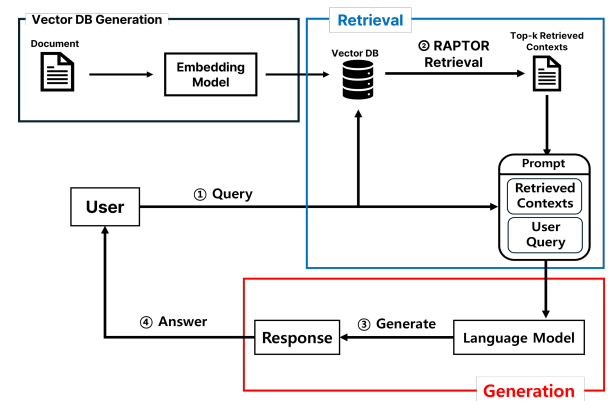 Vector DB Generation
Retrieval
Document
Embedding
Model
Vector DB
② RAPTOR
Retrieval
Top-k Retrieved
Contexts
Prompt
Retrieved
Contexts
User
Query
User
① Query
④ Answer
Response
③ Generate
Language Model
Generation